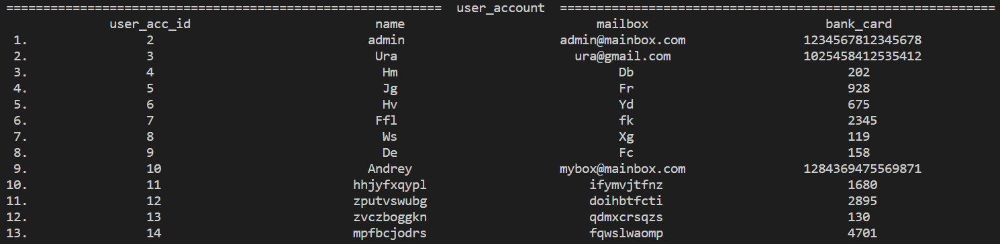 =========================================================== user_account ===========================================================
user_acc_id name mailbox bank_card
1. 2 admin admin@mainbox.com 1234567812345678
2. 3 Ura ura@gmail.com 1025458412535412
3. 4 Hm Db 202
4. 5 Jg Fr 928
5. 6 Hv Yd 675
6. 7 Ffl fk 2345
7. 8 Ws Xg 119
8. 9 De Fc 158
9. 10 Andrey mybox@mainbox.com 1284369475569871
10. 11 hhjyfxqypl ifymvjtfnz 1680
11. 12 zputvswubg doihbtfcti 2895
12. 13 zvczboggkn qdmxcrsqzs 130
13. 14 mpfbcjodrs fqwslwaomp 4701